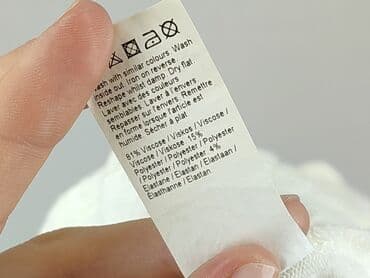 ash with similar colours. Wash
inside out. Iron on reverse.
Reshape whilst damp. Dry flat.
Laver avec des couleurs
semblables. Laver à l'envers.
Repasser sur l'envers. Remettre
en forme lorsque l'article est
humide. Sécher à plat
81% Viscose / Viskos / Viscose /
Viscose / Viskose. 15%
Polyester / Polyester / Polyester
/ Polyester / Polyester. 4%
Elastane / Elastan / Elastaan /
Elasthanne / Elastan.